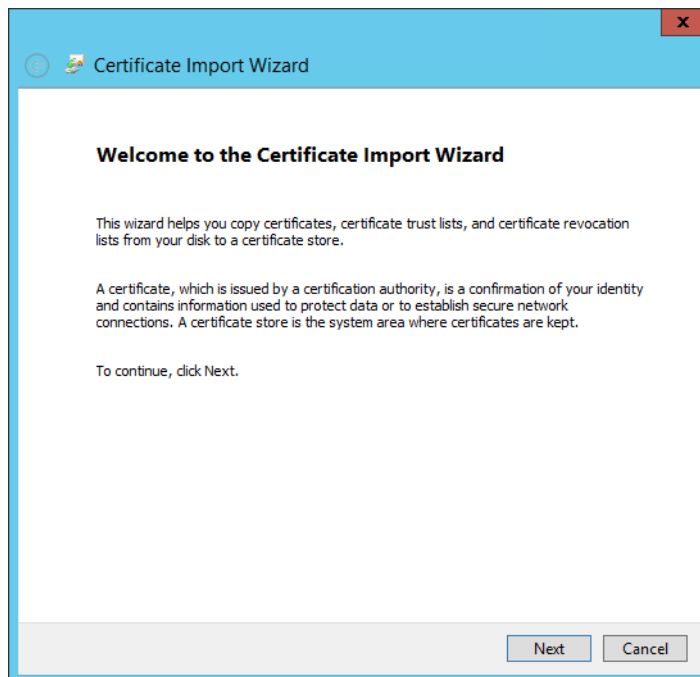 Certificate Import Wizard
Welcome to the Certificate Import Wizard
This wizard helps you copy certificates, certificate trust lists, and certificate revocation
lists from your disk to a certificate store.
A certificate, which is issued by a certification authority, is a confirmation of your identity
and contains information used to protect data or to establish secure network
connections. A certificate store is the system area where certificates are kept.
To continue, click Next.
Next Cancel